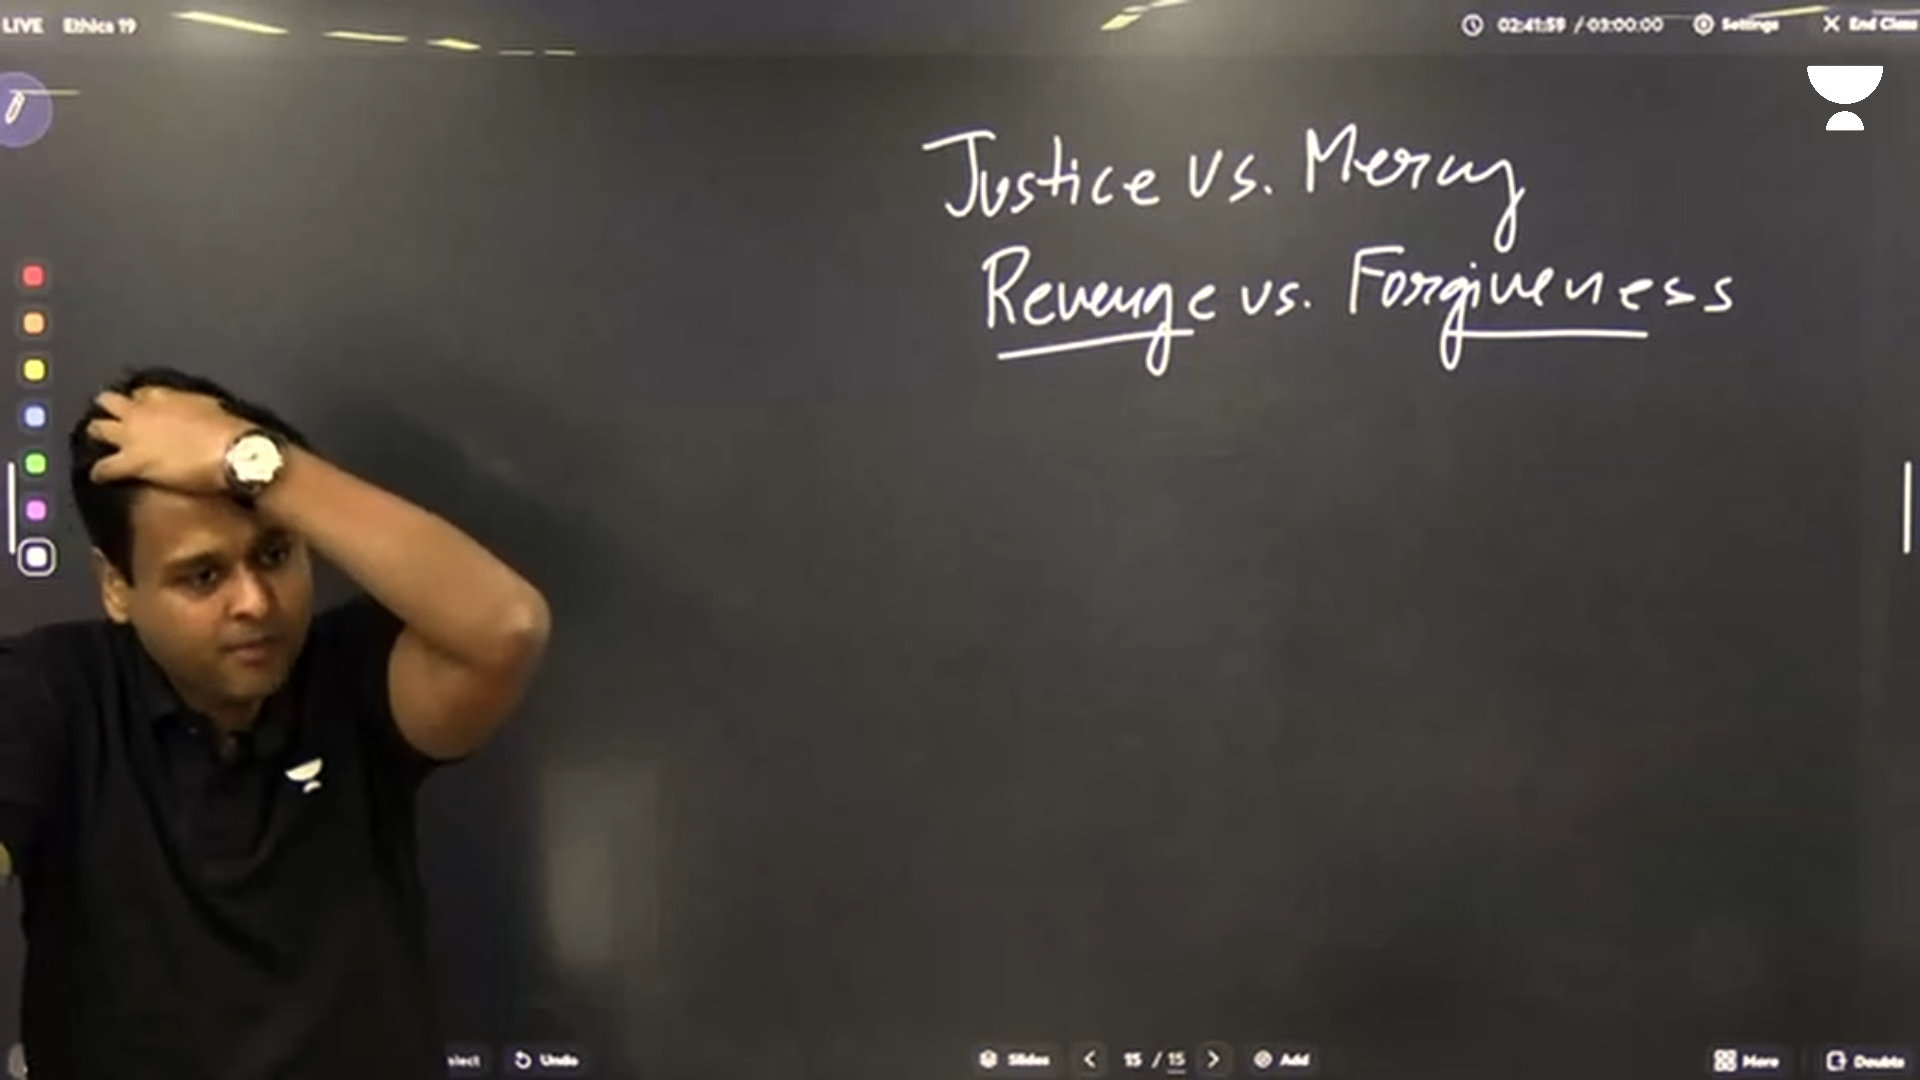 LIVE Ethics 19
02:41:59 / 03:00:00 Settings End Class
Justice vs. Mercy
Revenge vs. Forgiveness
Undo Slides 15 / 15 Add More Doubts